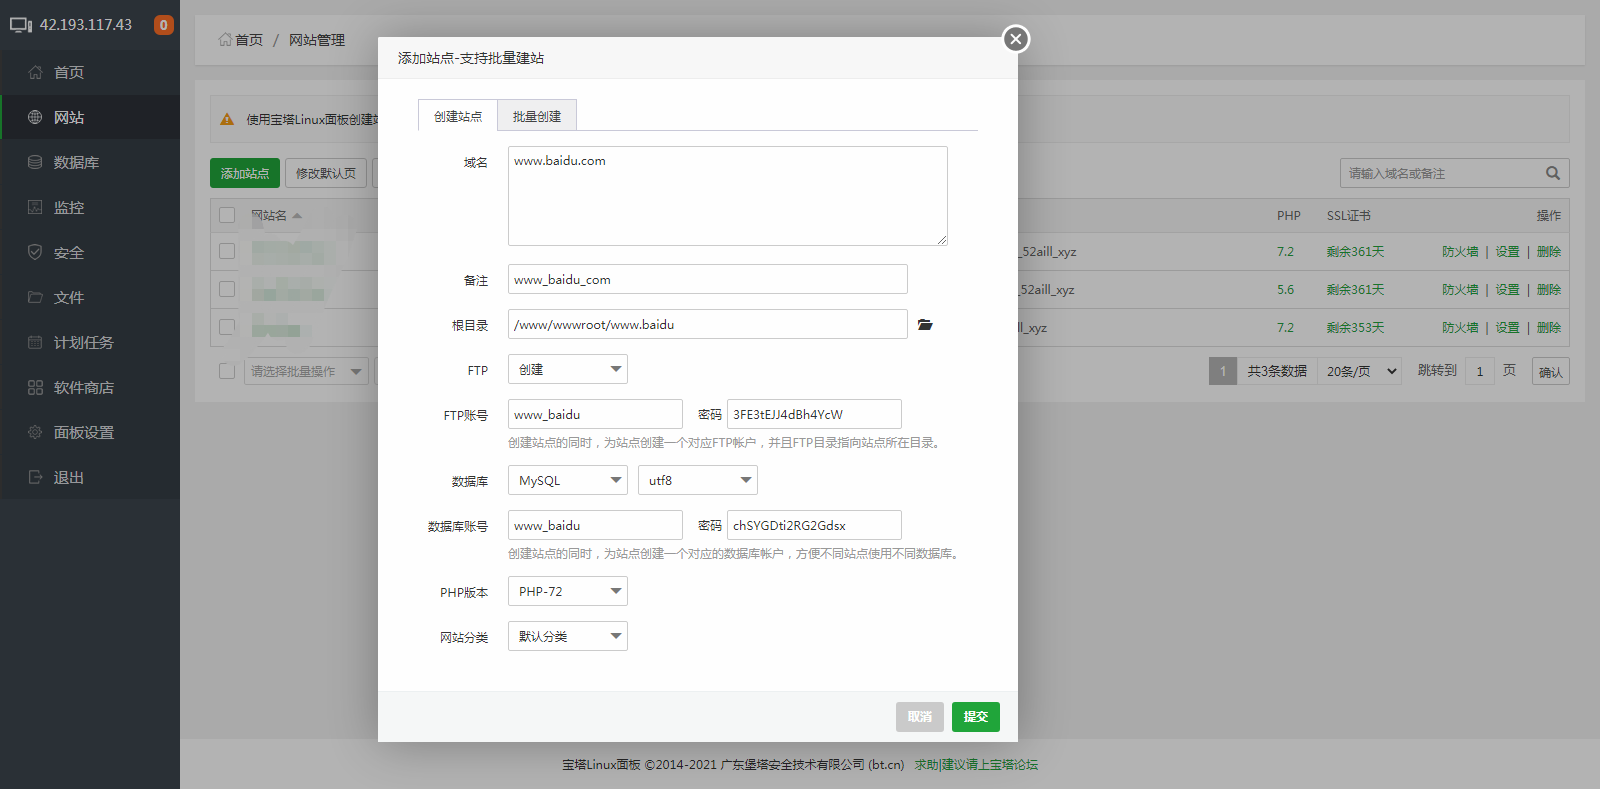 42.193.117.43
0
首页
网站
数据库
监控
安全
文件
计划任务
软件商店
面板设置
退出
首页 / 网站管理
使用宝塔Linux面板创建站
添加站点
修改默认页
请输入域名或备注
网站名
PHP
SSL证书
操作
_52aill_xyz
7.2
剩余361天
防火墙 | 设置 | 删除
_52aill_xyz
5.6
剩余361天
防火墙 | 设置 | 删除
ll_xyz
7.2
剩余353天
防火墙 | 设置 | 删除
请选择批量操作
1
共3条数据
20条/页
跳转到
1
页
确认
添加站点-支持批量建站
创建站点
批量创建
域名
www.baidu.com
备注
www_baidu_com
根目录
/www/wwwroot/www.baidu
FTP
创建
FTP账号
www_baidu
密码
3FE3tEJJ4dBh4YcW
创建站点的同时，为站点创建一个对应FTP帐户，并且FTP目录指向站点所在目录。
数据库
MySQL
utf8
数据库账号
www_baidu
密码
chSYGDti2RG2Gdsx
创建站点的同时，为站点创建一个对应的数据库帐户，方便不同站点使用不同数据库。
PHP版本
PHP-72
网站分类
默认分类
取消
提交
宝塔Linux面板 ©2014-2021 广东堡塔安全技术有限公司 (bt.cn)
求助|建议请上宝塔论坛